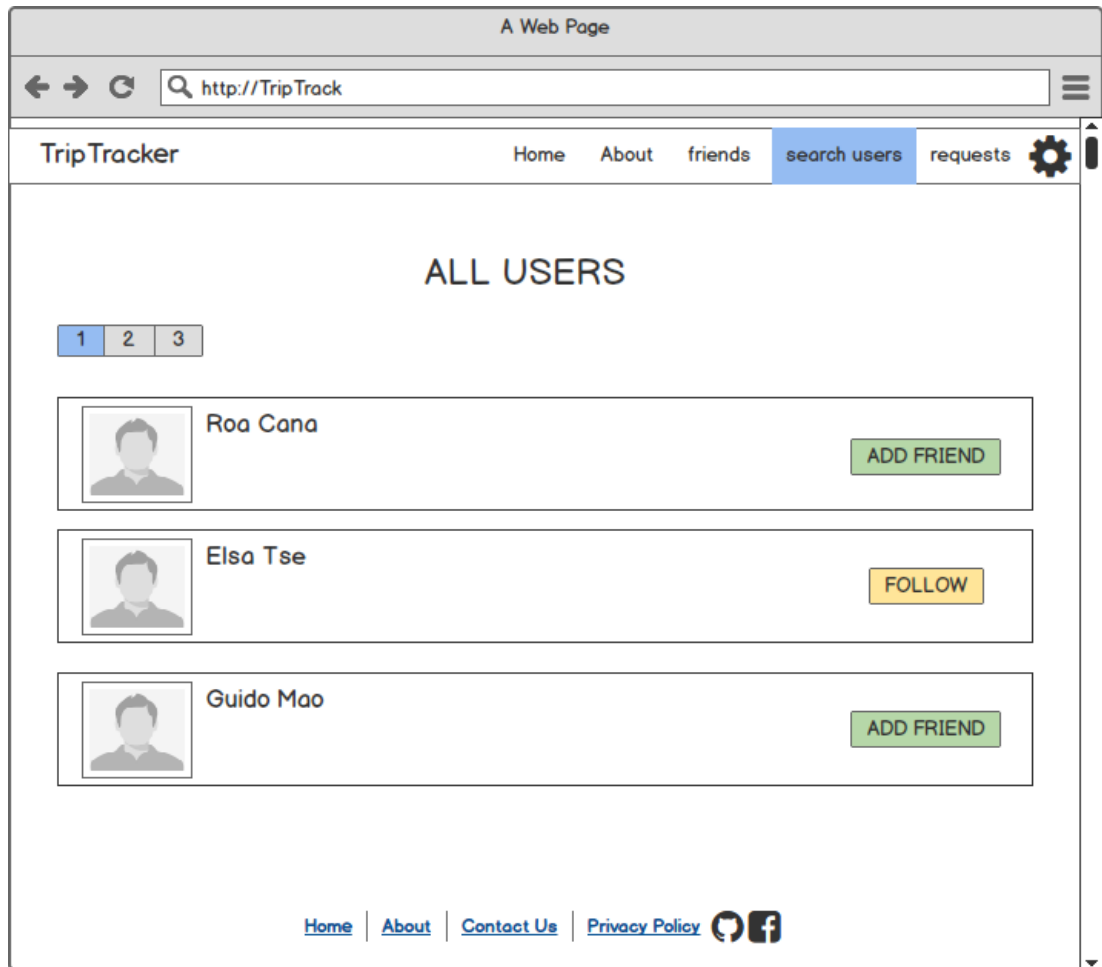 A Web Page
http://TripTrack
TripTracker Home About friends search users requests
ALL USERS
1 2 3
Roa Cana
ADD FRIEND
Elsa Tse
FOLLOW
Guido Mao
ADD FRIEND
Home About Contact Us Privacy Policy